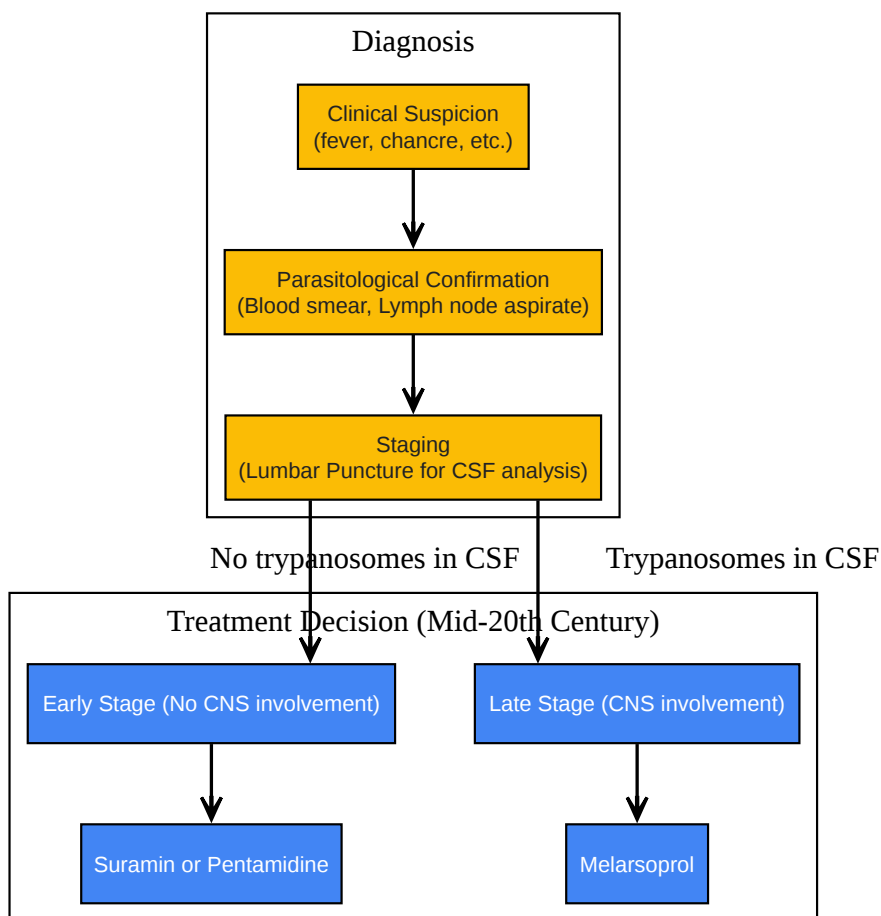 Diagnosis
Clinical Suspicion
(fever, chancre, etc.)
Parasitological Confirmation
(Blood smear, Lymph node aspirate)
Staging
(Lumbar Puncture for CSF analysis)
No trypanosomes in CSF
Trypanosomes in CSF
Treatment Decision (Mid-20th Century)
Early Stage (No CNS involvement)
Late Stage (CNS involvement)
Suramin or Pentamidine
Melarsoprol